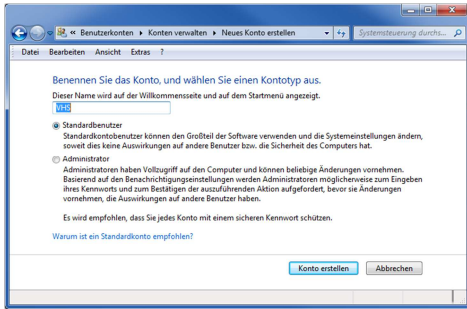 « Benutzerkonten ▸ Konten verwalten ▸ Neues Konto erstellen
Systemsteuerung durchs...
Datei Bearbeiten Ansicht Extras ?
Benennen Sie das Konto, und wählen Sie einen Kontotyp aus.
Dieser Name wird auf der Willkommensseite und auf dem Startmenü angezeigt.
VHS
Standardbenutzer
Standardkontobenutzer können den Großteil der Software verwenden und die Systemeinstellungen ändern,
soweit dies keine Auswirkungen auf andere Benutzer bzw. die Sicherheit des Computers hat.
Administrator
Administratoren haben Vollzugriff auf den Computer und können beliebige Änderungen vornehmen.
Basierend auf den Benachrichtigungseinstellungen werden Administratoren möglicherweise zum Eingeben
ihres Kennworts und zum Bestätigen der auszuführenden Aktion aufgefordert, bevor sie Änderungen
vornehmen, die Auswirkungen auf andere Benutzer haben.
Es wird empfohlen, dass Sie jedes Konto mit einem sicheren Kennwort schützen.
Warum ist ein Standardkonto empfohlen?
Konto erstellen Abbrechen